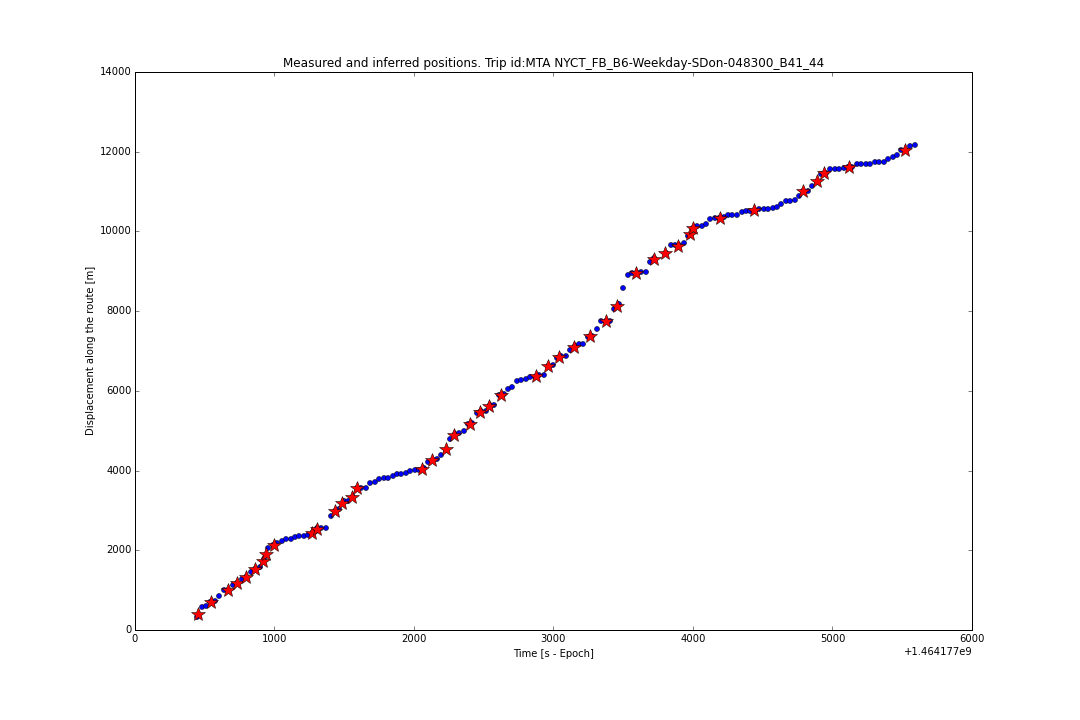 Measured and inferred positions. Trip id:MTA NYCT_FB_B6-Weekday-SDon-048300_B41_44
14000
12000
10000
8000
6000
4000
2000
0
Displacement along the route [m]
0 1000 2000 3000 4000 5000 6000
Time [s - Epoch]
+1.464177e9